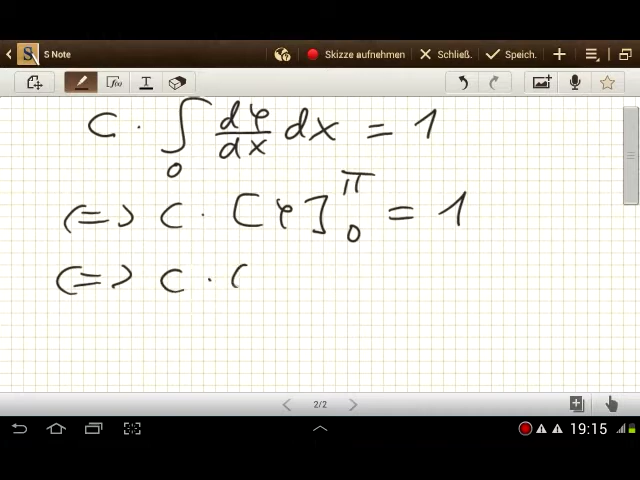 S Note
Skizze aufnehmen
Schließ.
Speich.
f(x)
T
C · ∫₀ dφ/dx dx = 1
<=> C · [φ]₀^π = 1
<=> C · (
2/2
19:15